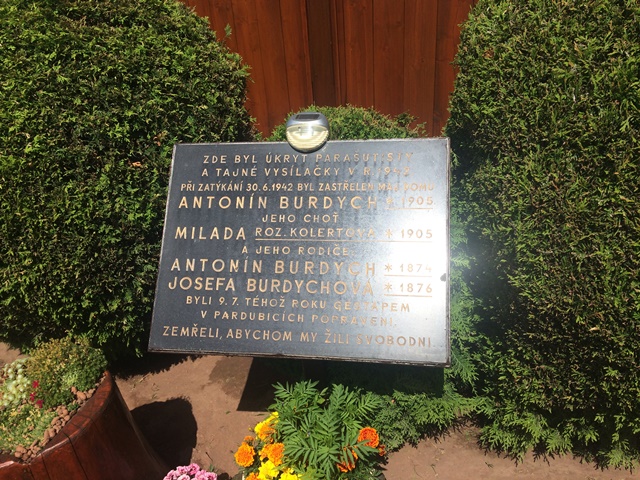 ZDE BYL ÚKRYT PARAŠUTISTŮ
A TAJNÉ VYSÍLAČKY V R. 1942
PŘI ZATÝKÁNÍ 30.6.1942 BYL ZASTŘELEN MAJ. DOMU
ANTONÍN BURDYCH * 1905
JEHO CHOŤ
MILADA ROZ. KOLERTOVÁ * 1905
A JEHO RODIČE
ANTONÍN BURDYCH * 1874
JOSEFA BURDYCHOVÁ * 1876
BYLI 9.7. TÉHOŽ ROKU GESTAPEM
V PARDUBICÍCH POPRAVENI.
ZEMŘELI, ABYCHOM MY ŽILI SVOBODNI